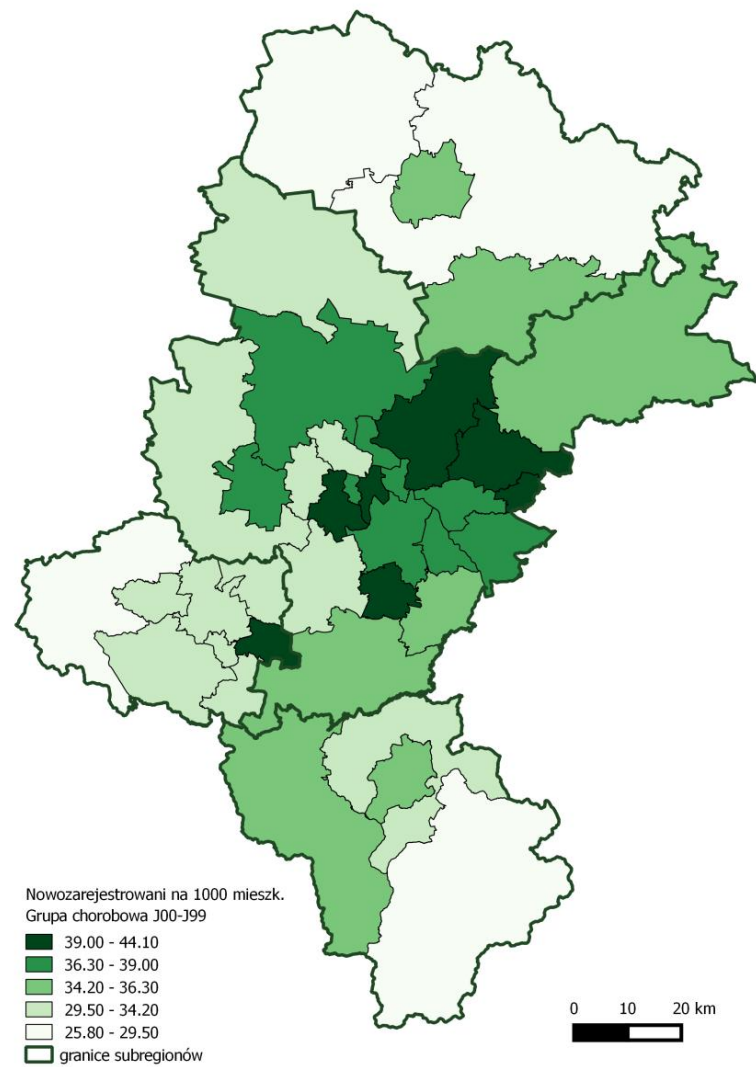 Nowozarejestrowani na 1000 mieszk.
Grupa chorobowa J00-J99
39.00 - 44.10
36.30 - 39.00
34.20 - 36.30
29.50 - 34.20
25.80 - 29.50
granice subregionów
0 10 20 km